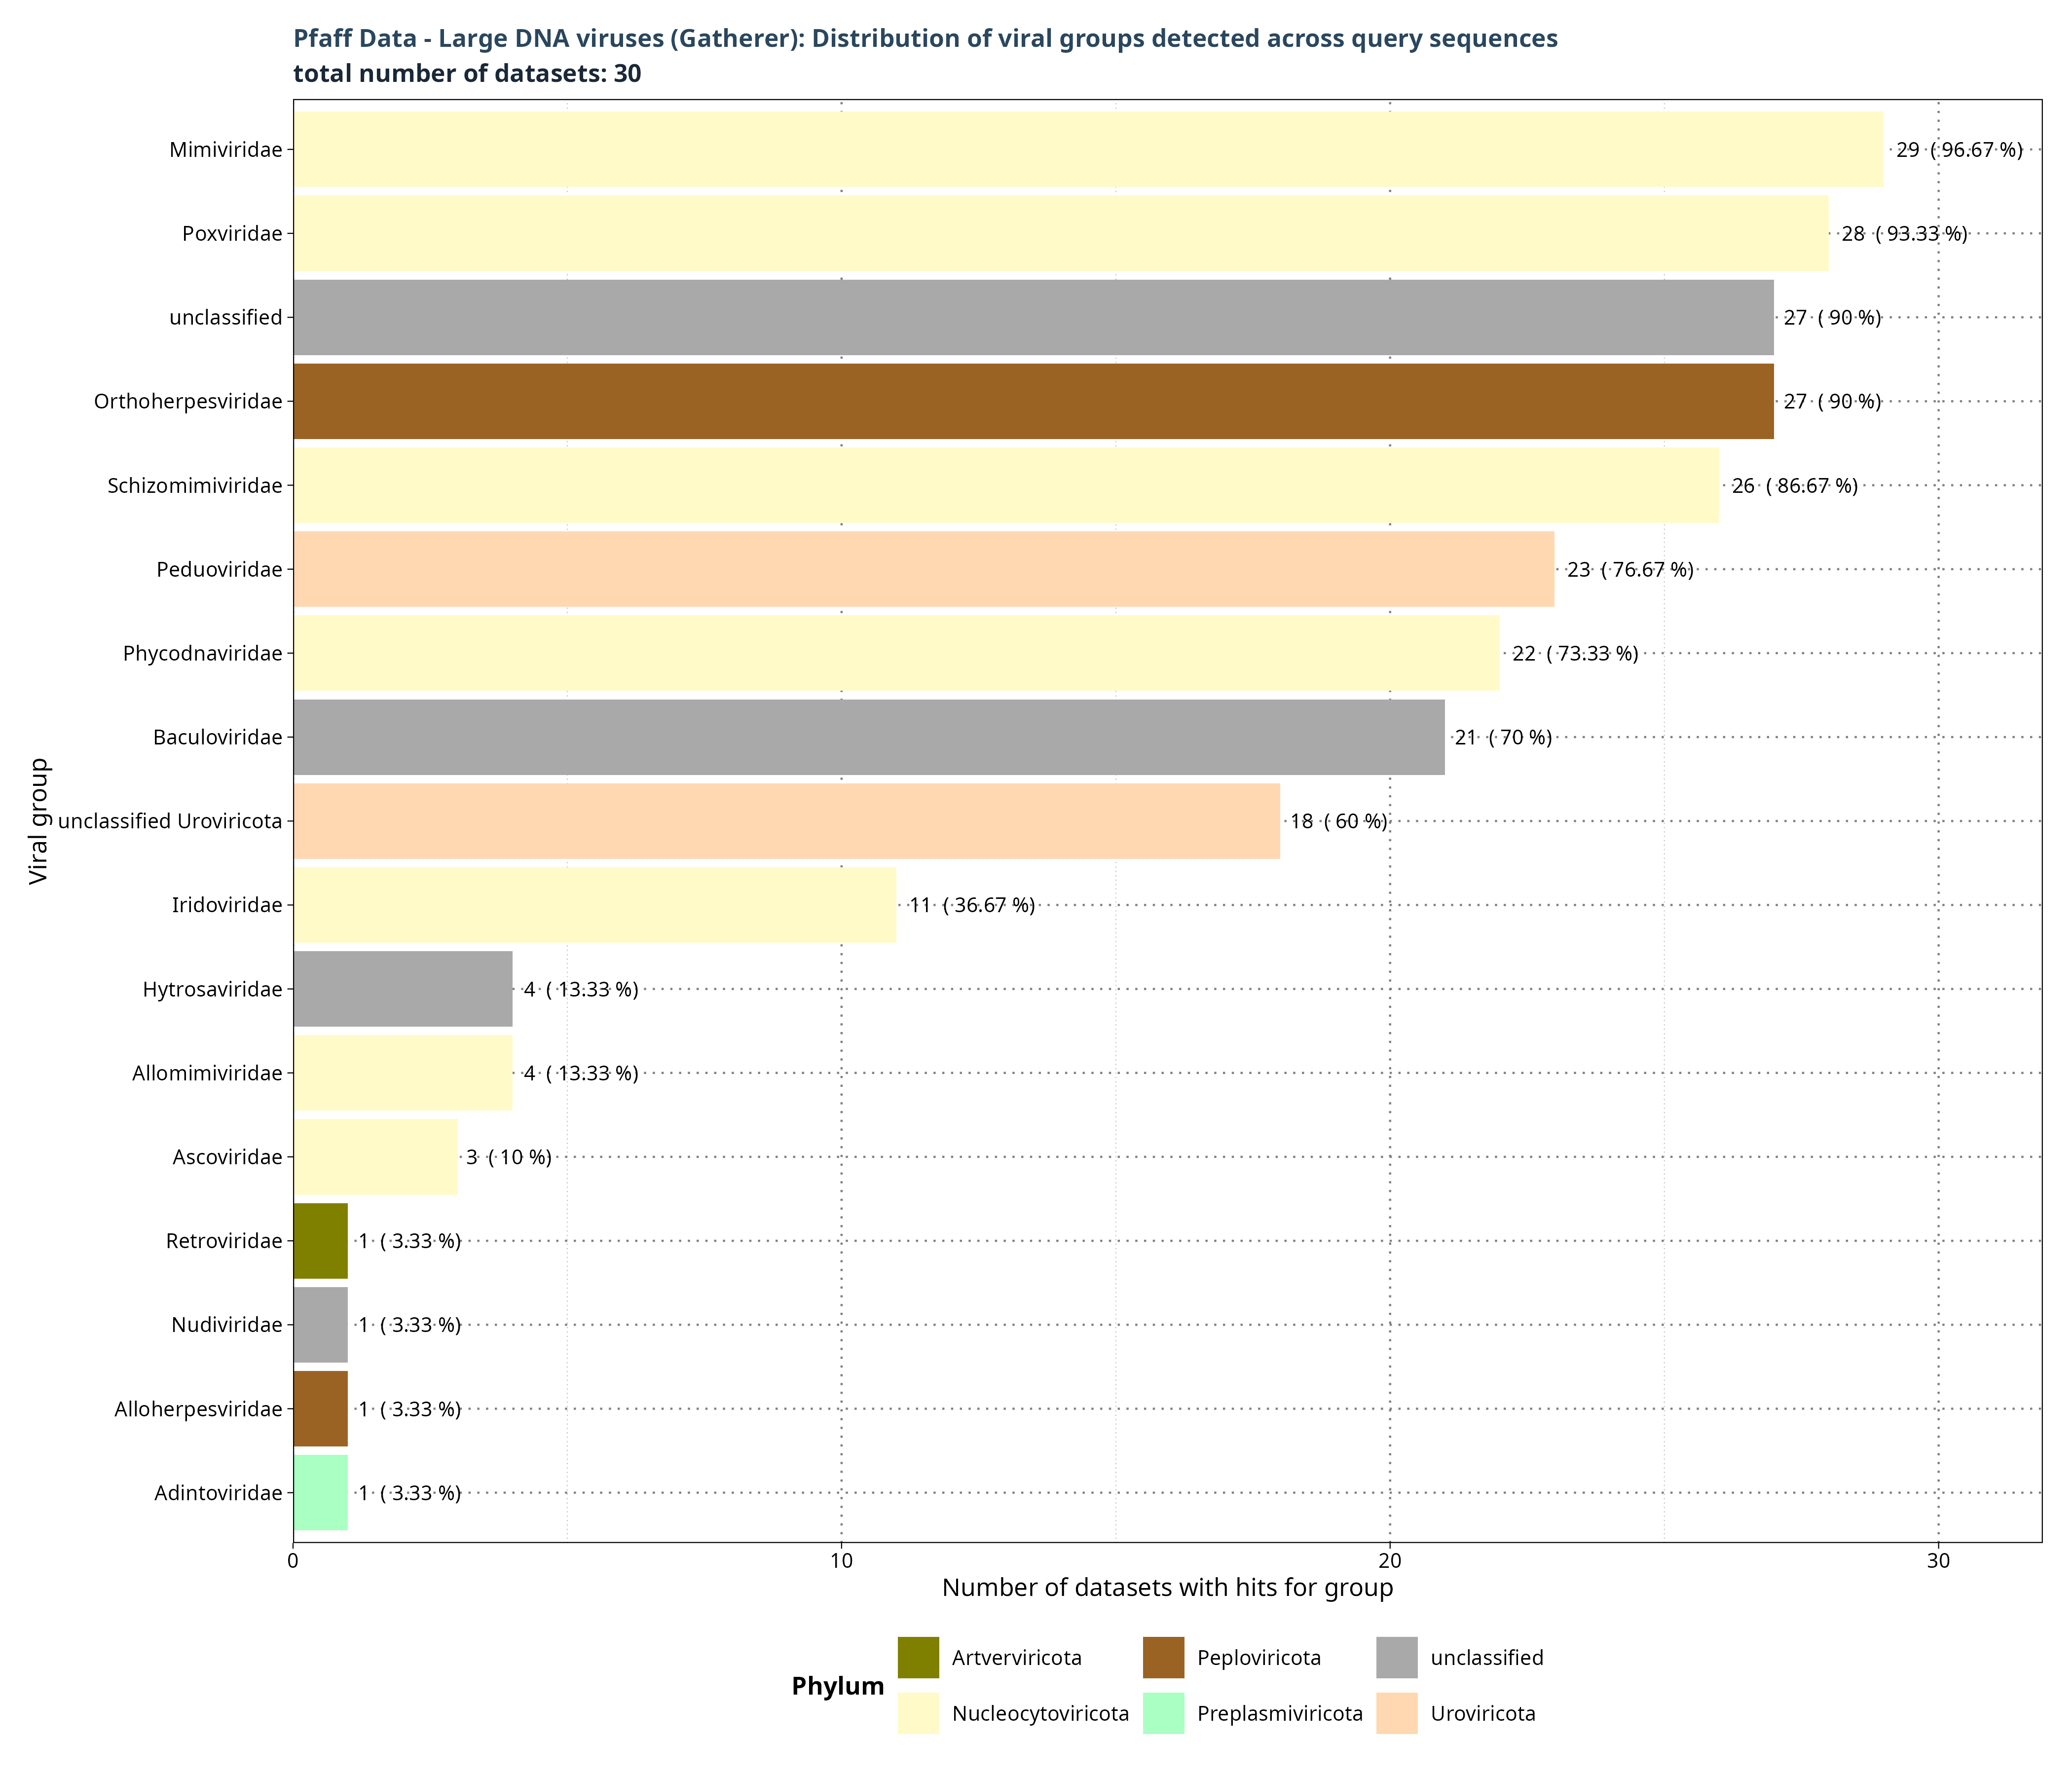 Pfaff Data - Large DNA viruses (Gatherer): Distribution of viral groups detected across query sequences
total number of datasets: 30
Viral group
Mimiviridae 29 ( 96.67 %)
Poxviridae 28 ( 93.33 %)
unclassified 27 ( 90 %)
Orthoherpesviridae 27 ( 90 %)
Schizomimiviridae 26 ( 86.67 %)
Peduoviridae 23 ( 76.67 %)
Phycodnaviridae 22 ( 73.33 %)
Baculoviridae 21 ( 70 %)
unclassified Uroviricota 18 ( 60 %)
Iridoviridae 11 ( 36.67 %)
Hytrosaviridae 4 ( 13.33 %)
Allomimiviridae 4 ( 13.33 %)
Ascoviridae 3 ( 10 %)
Retroviridae 1 ( 3.33 %)
Nudiviridae 1 ( 3.33 %)
Alloherpesviridae 1 ( 3.33 %)
Adintoviridae 1 ( 3.33 %)
0 10 20 30
Number of datasets with hits for group
Phylum
Artverviricota Peploviricota unclassified
Nucleocytoviricota Preplasmiviricota Uroviricota